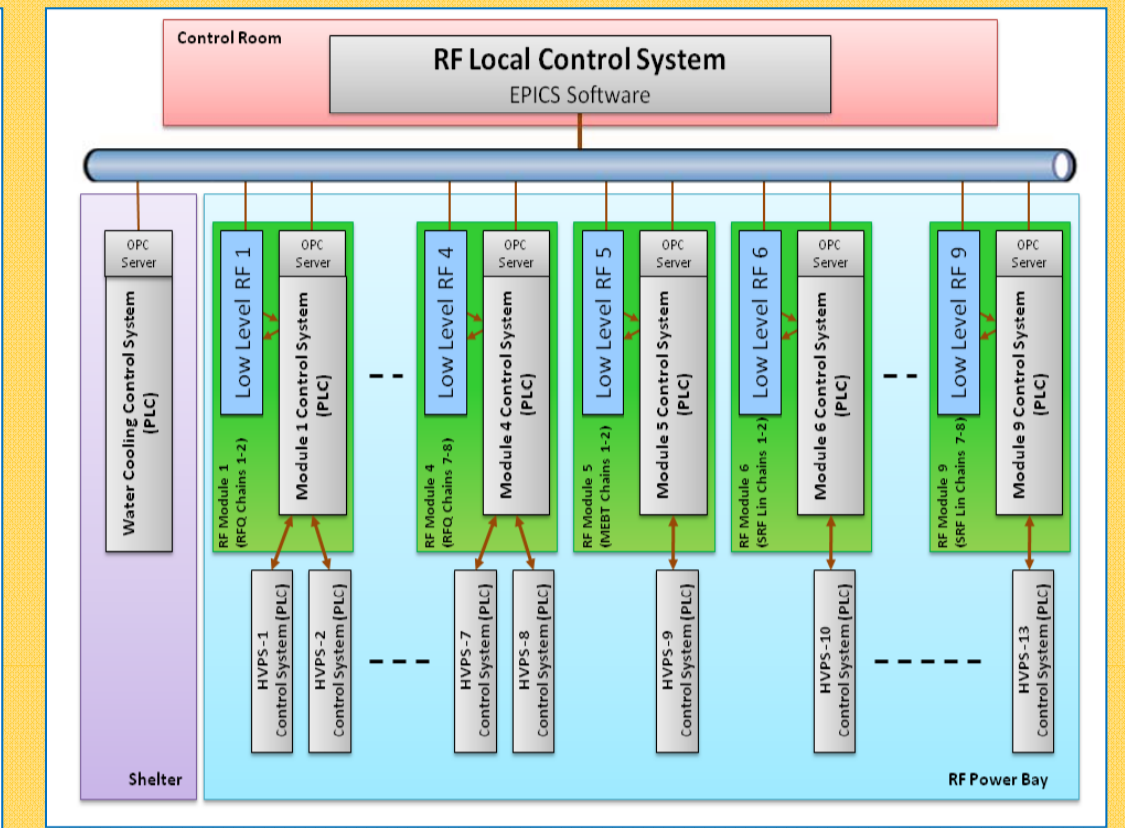 Control Room
RF Local Control System
EPICS Software
OPC
Server
Water Cooling Control System
(PLC)
Shelter
Low Level RF 1
OPC
Server
Module 1 Control System
(PLC)
RF Module 1
(RFQ Chains 1-2)
HVPS-1
Control System (PLC)
HVPS-2
Control System (PLC)
Low Level RF 4
OPC
Server
Module 4 Control System
(PLC)
RF Module 4
(RFQ Chains 7-8)
HVPS-7
Control System (PLC)
HVPS-8
Control System (PLC)
Low Level RF 5
OPC
Server
Module 5 Control System
(PLC)
RF Module 5
(MEBT Chains 1-2)
HVPS-9
Control System (PLC)
Low Level RF 6
OPC
Server
Module 6 Control System
(PLC)
RF Module 6
(SRF Lin Chains 1-2)
HVPS-10
Control System (PLC)
Low Level RF 9
OPC
Server
Module 9 Control System
(PLC)
RF Module 9
(SRF Lin Chains 7-8)
HVPS-13
Control System (PLC)
RF Power Bay